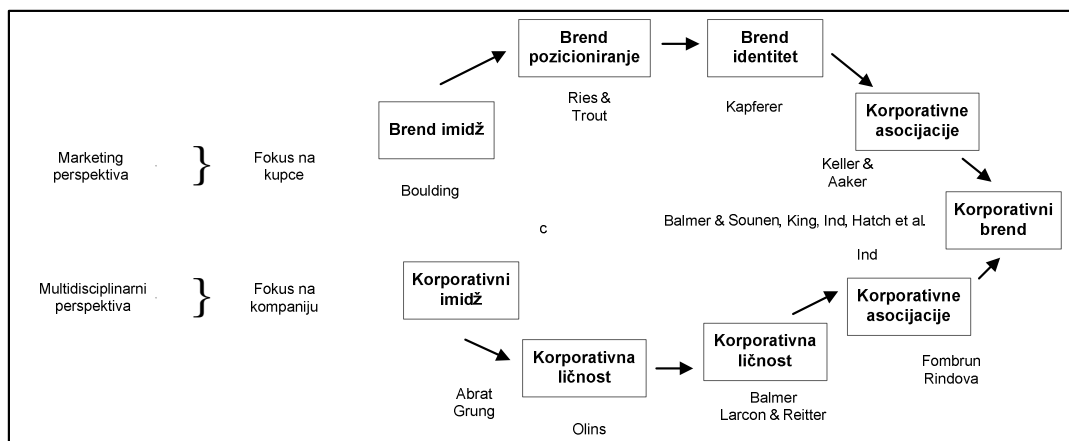 Brend
pozicioniranje
Brend
identitet
Ries &
Trout
Kapferer
Brend imidž
Korporativne
asocijacije
Marketing
perspektiva
}
Fokus na
kupce
Boulding
Keller &
Aaker
Balmer & Sounen, King, Ind, Hatch et al.
Korporativni
brend
c
Ind
Multidisciplinarni
perspektiva
}
Fokus na
kompaniju
Korporativni
imidž
Korporativne
asocijacije
Korporativna
ličnost
Korporativna
ličnost
Fombrun
Rindova
Abrat
Grung
Olins
Balmer
Larcon & Reitter